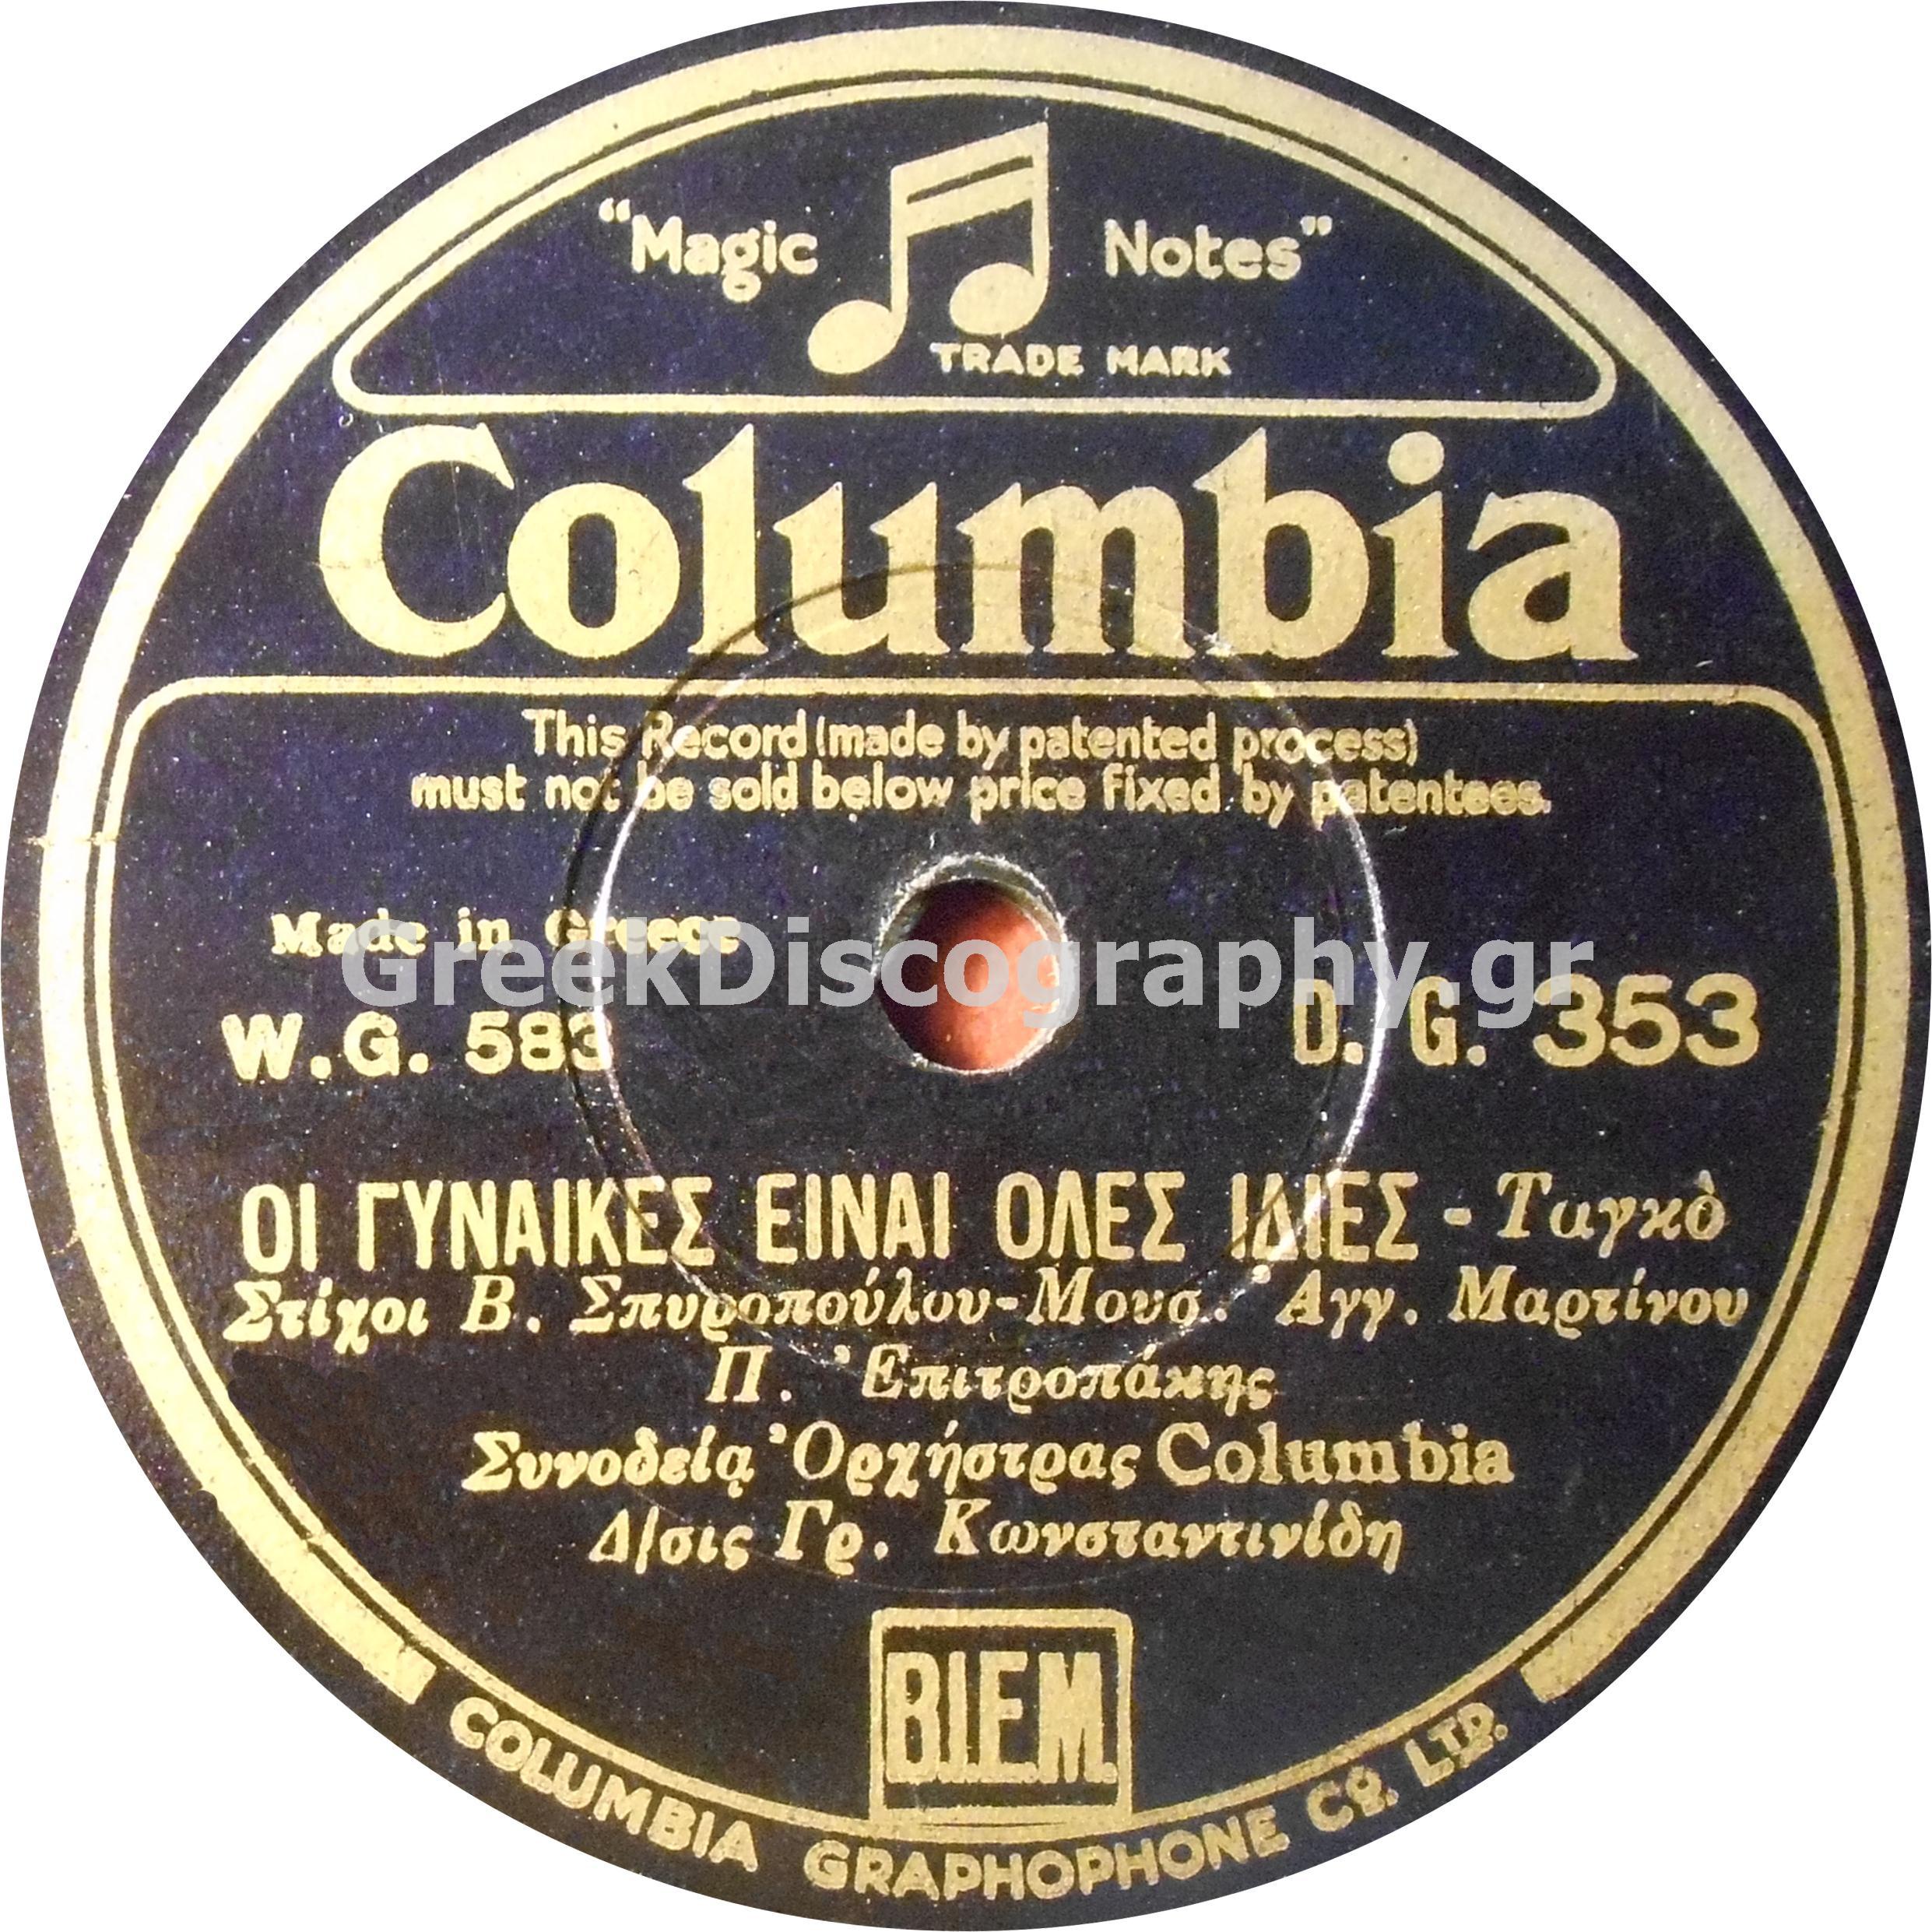 "Magic Notes"
TRADE MARK
Columbia
This Record (made by patented process)
must not be sold below price fixed by patentees.
Made in Greece
GreekDiscography.gr
W.G. 583
D. G. 353
ΟΙ ΓΥΝΑΙΚΕΣ ΕΙΝΑΙ ΟΛΕΣ ΙΔΙΕΣ - Ταγκὸ
Στίχοι Β. Σπυροπούλου-Μουσ. Ἀγγ. Μαρτίνου
Π. Ἐπιτροπάκης
Συνοδείᾳ Ὀρχήστρας Columbia
Δ/σις Γρ. Κωνσταντινίδη
B.I.E.M.
COLUMBIA GRAPHOPHONE CO. LTD.